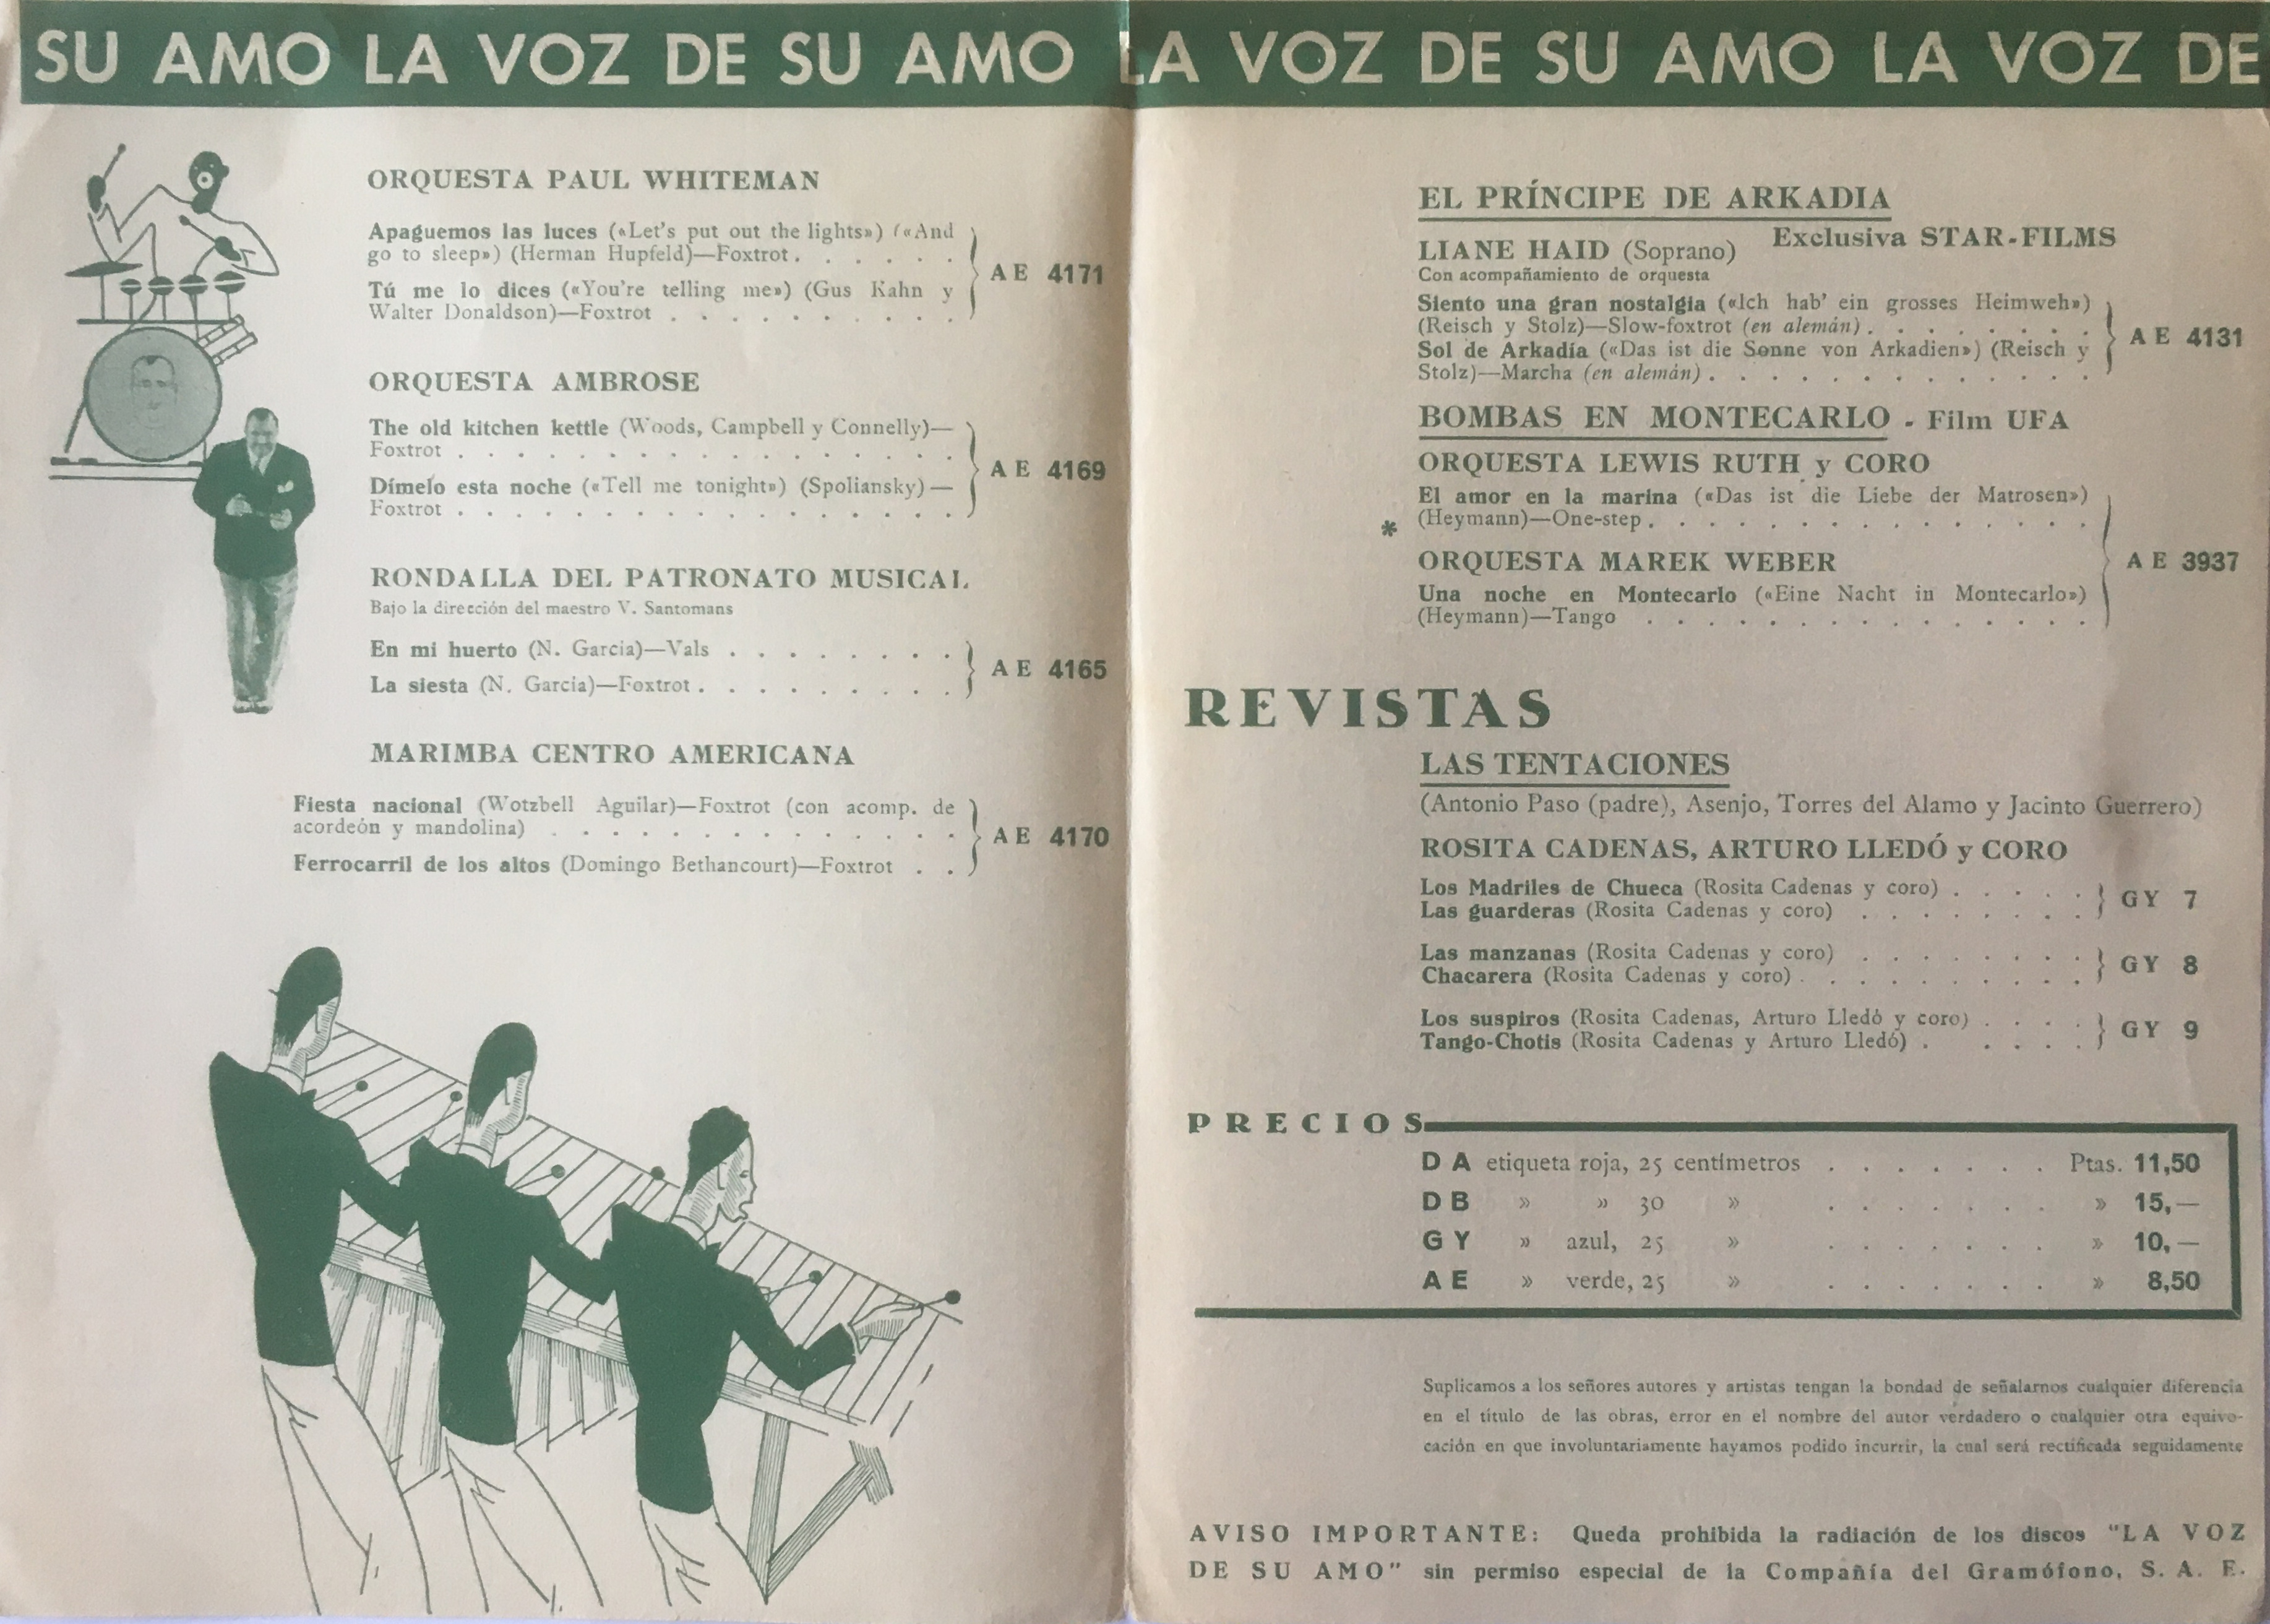 SU AMO LA VOZ DE SU AMO LA VOZ DE SU AMO LA VOZ DE
ORQUESTA PAUL WHITEMAN
Apaguemos las luces («Let's put out the lights») («And
go to sleep») (Herman Hupfeld)—Foxtrot . . . . . .
Tú me lo dices («You're telling me») (Gus Kahn y
Walter Donaldson)—Foxtrot . . . . . . . . . .
A E 4171
ORQUESTA AMBROSE
The old kitchen kettle (Woods, Campbell y Connelly)—
Foxtrot . . . . . . . . . . . . . . . . .
Dímelo esta noche («Tell me tonight») (Spoliansky)—
Foxtrot . . . . . . . . . . . . . . . . .
A E 4169
RONDALLA DEL PATRONATO MUSICAL
Bajo la dirección del maestro V. Santomans
En mi huerto (N. Garcia)—Vals . . . . . . . .
La siesta (N. Garcia)—Foxtrot . . . . . . . . .
A E 4165
MARIMBA CENTRO AMERICANA
Fiesta nacional (Wotzbell Aguilar)—Foxtrot (con acomp. de
acordeón y mandolina) . . . . . . . . . . . . . .
Ferrocarril de los altos (Domingo Bethancourt)—Foxtrot . .
A E 4170
EL PRÍNCIPE DE ARKADIA
Exclusiva STAR-FILMS
LIANE HAID (Soprano)
Con acompañamiento de orquesta
Siento una gran nostalgia («Ich hab' ein grosses Heimweh»)
(Reisch y Stolz)—Slow-foxtrot (en alemán) . . . . . . . .
Sol de Arkadia («Das ist die Sonne von Arkadien») (Reisch y
Stolz)—Marcha (en alemán) . . . . . . . . . . . . .
A E 4131
BOMBAS EN MONTECARLO - Film UFA
ORQUESTA LEWIS RUTH y CORO
El amor en la marina («Das ist die Liebe der Matrosen»)
* (Heymann)—One-step . . . . . . . . . . . . . . .
ORQUESTA MAREK WEBER
A E 3937
Una noche en Montecarlo («Eine Nacht in Montecarlo»)
(Heymann)—Tango . . . . . . . . . . . . . . .
REVISTAS
LAS TENTACIONES
(Antonio Paso (padre), Asenjo, Torres del Alamo y Jacinto Guerrero)
ROSITA CADENAS, ARTURO LLEDÓ y CORO
Los Madriles de Chueca (Rosita Cadenas y coro) . . . . .
Las guarderas (Rosita Cadenas y coro) . . . . . . . .
G Y 7
Las manzanas (Rosita Cadenas y coro) . . . . . . . .
Chacarera (Rosita Cadenas y coro) . . . . . . . . . .
G Y 8
Los suspiros (Rosita Cadenas, Arturo Lledó y coro) . . . .
Tango-Chotis (Rosita Cadenas y Arturo Lledó) . . . . .
G Y 9
PRECIOS
D A etiqueta roja, 25 centímetros . . . . . . . Ptas. 11,50
D B » » 30 » . . . . . . . » 15,—
G Y » azul, 25 » . . . . . . . » 10,—
A E » verde, 25 » . . . . . . . » 8,50
Suplicamos a los señores autores y artistas tengan la bondad de señalarnos cualquier diferencia
en el título de las obras, error en el nombre del autor verdadero o cualquier otra equivo-
cación en que involuntariamente hayamos podido incurrir, la cual será rectificada seguidamente
AVISO IMPORTANTE: Queda prohibida la radiación de los discos "LA VOZ
DE SU AMO" sin permiso especial de la Compañía del Gramófono, S. A. E.